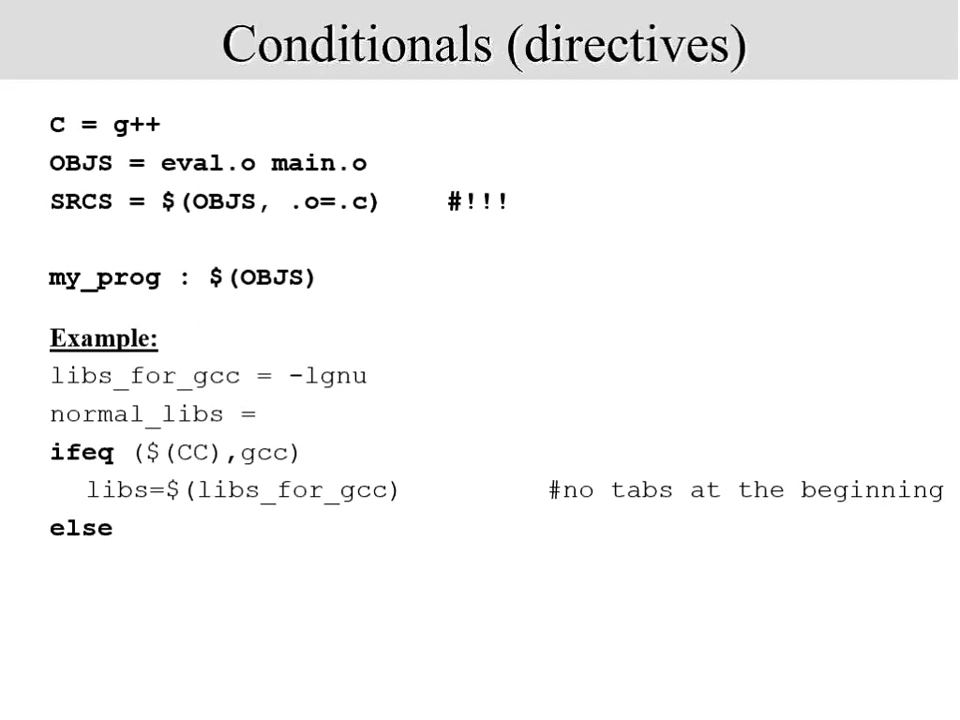 Conditionals (directives)
C = g++
OBJS = eval.o main.o
SRCS = $(OBJS, .o=.c) #!!!
my_prog : $(OBJS)
Example:
libs_for_gcc = -lgnu
normal_libs =
ifeq ($(CC),gcc)
libs=$(libs_for_gcc) #no tabs at the beginning
else